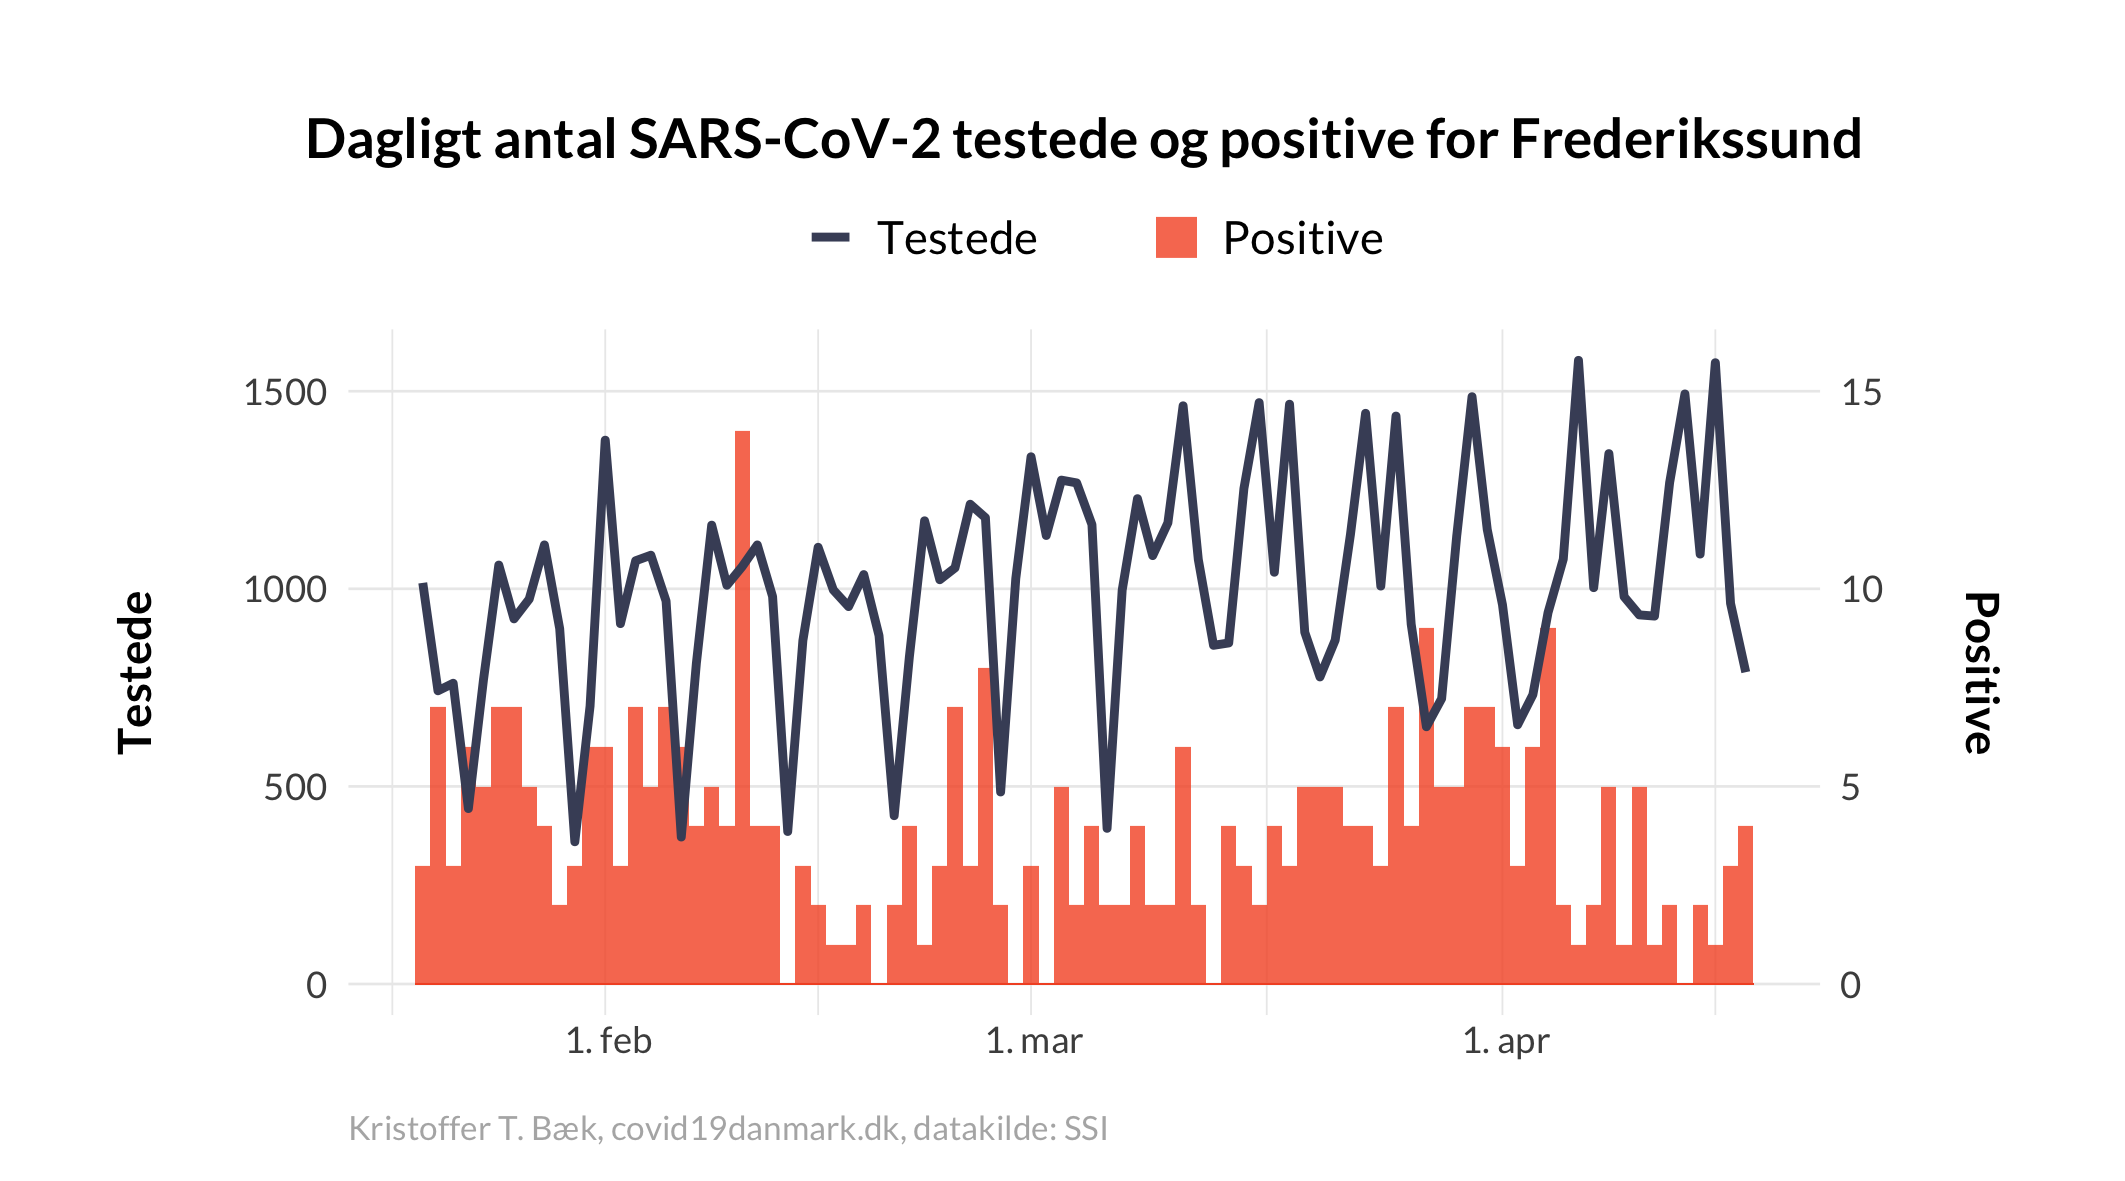 Dagligt antal SARS-CoV-2 testede og positive for Frederikssund
Testede Positive
1500 15
1000 10
Testede Positive
500 5
0 0
1. feb 1. mar 1. apr
Kristoffer T. Bæk, covid19danmark.dk, datakilde: SSI